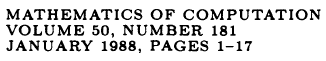 MATHEMATICS OF COMPUTATION
VOLUME 50, NUMBER 181
JANUARY 1988, PAGES 1–17